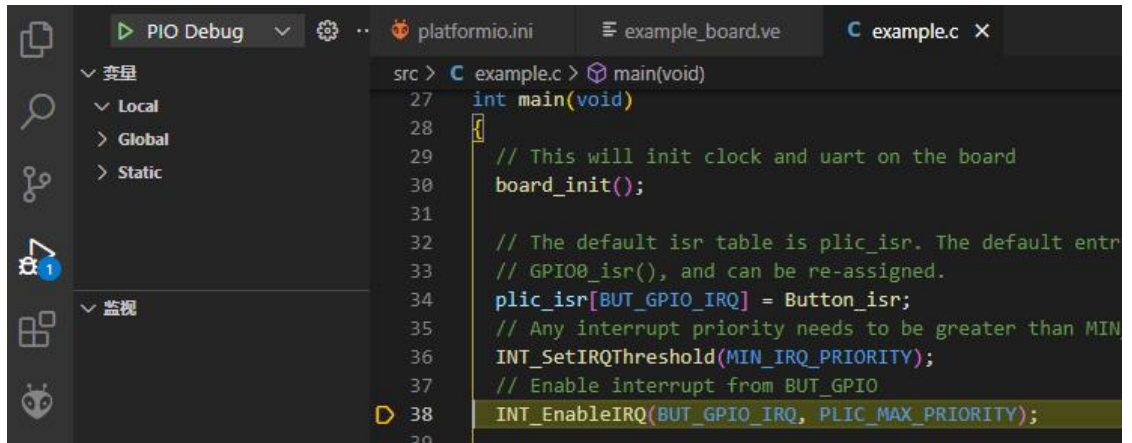 PIO Debug
platformio.ini
example_board.ve
C example.c
变量
src > C example.c > main(void)
Local
Global
Static
1
监视
27 int main(void)
28 {
29 // This will init clock and uart on the board
30 board_init();
31
32 // The default isr table is plic_isr. The default entr
33 // GPIO0_isr(), and can be re-assigned.
34 plic_isr[BUT_GPIO_IRQ] = Button_isr;
35 // Any interrupt priority needs to be greater than MIN_
36 INT_SetIRQThreshold(MIN_IRQ_PRIORITY);
37 // Enable interrupt from BUT_GPIO
38 INT_EnableIRQ(BUT_GPIO_IRQ, PLIC_MAX_PRIORITY);
39